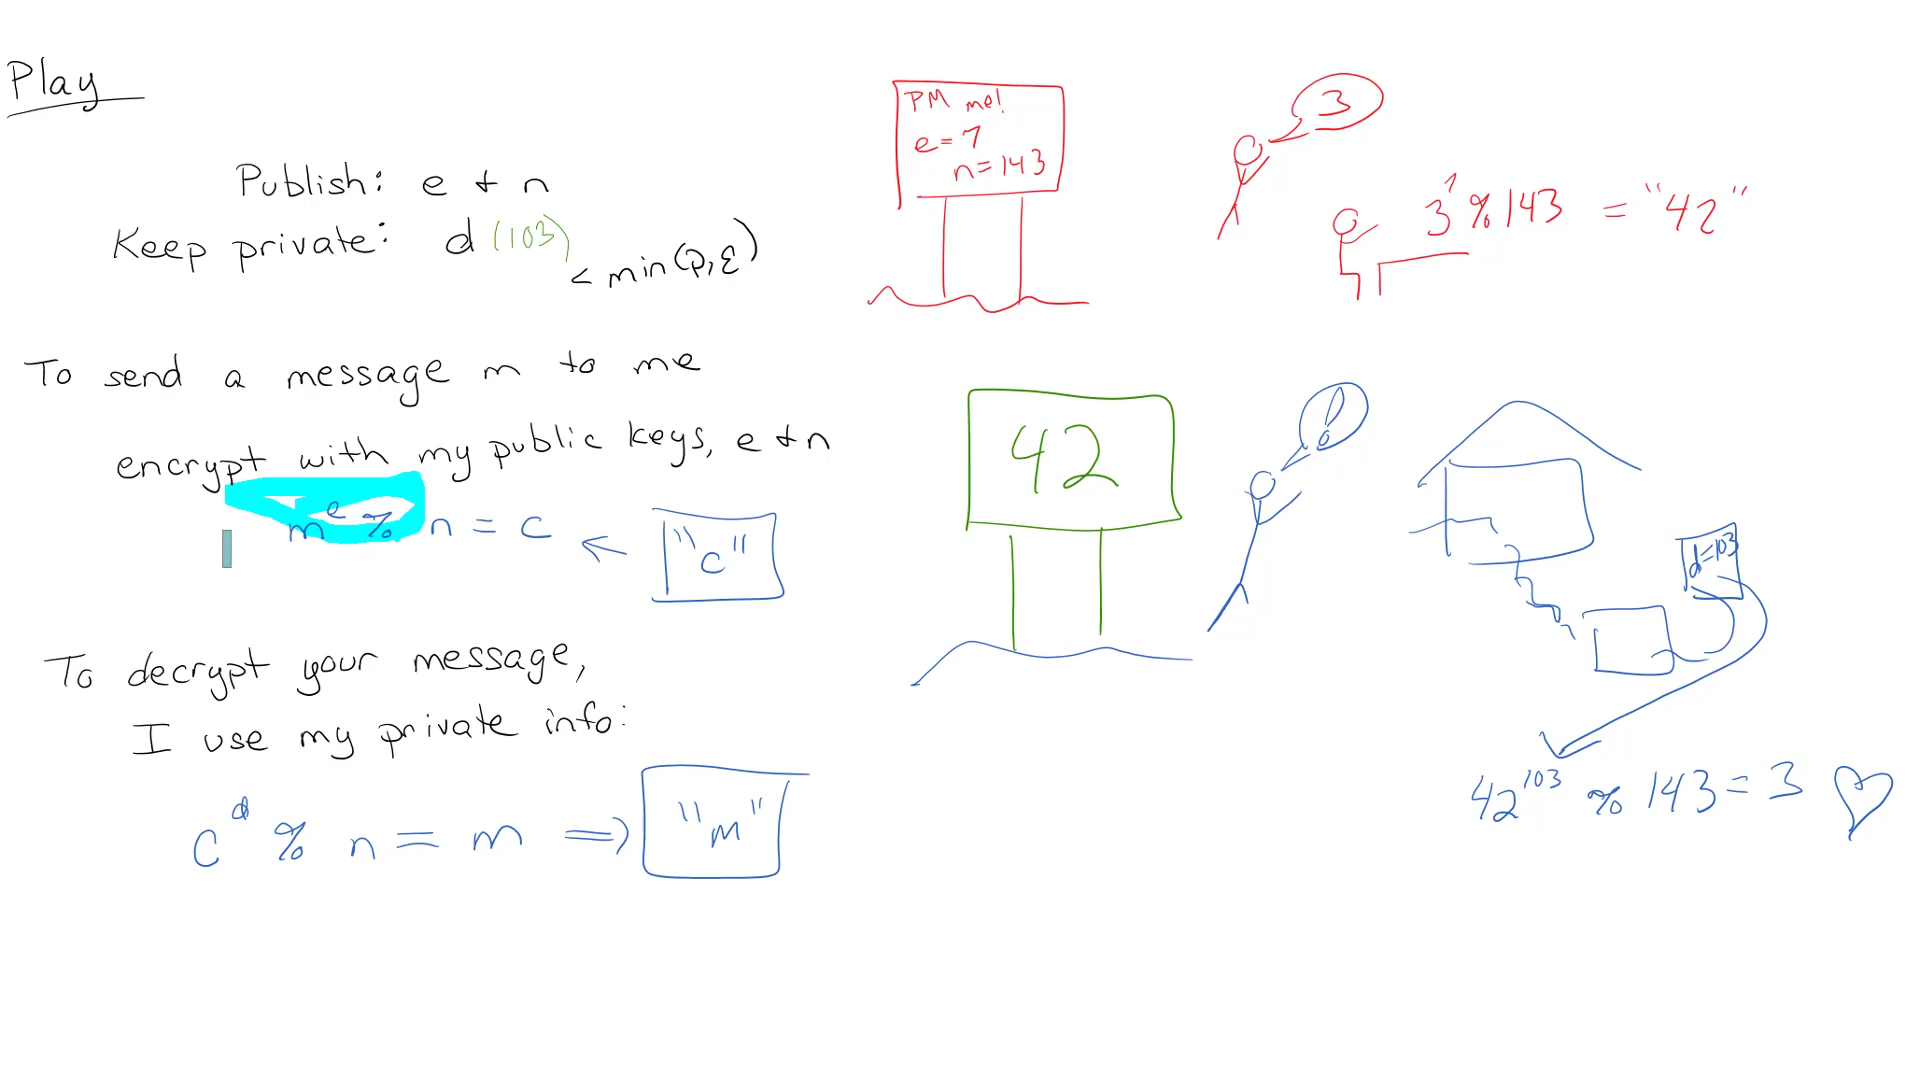 Play
Publish: e + n
Keep private: d (103)
< min(p,q)
To send a message m to me
encrypt with my public keys, e + n
m^e % n = c ← "c"
To decrypt your message,
I use my private info:
c^d % n = m ⇒ "m"
PM me!
e=7
n=143
3
3^7 % 143 = "42"
42
!
d=103
42^103 % 143 = 3 ♡